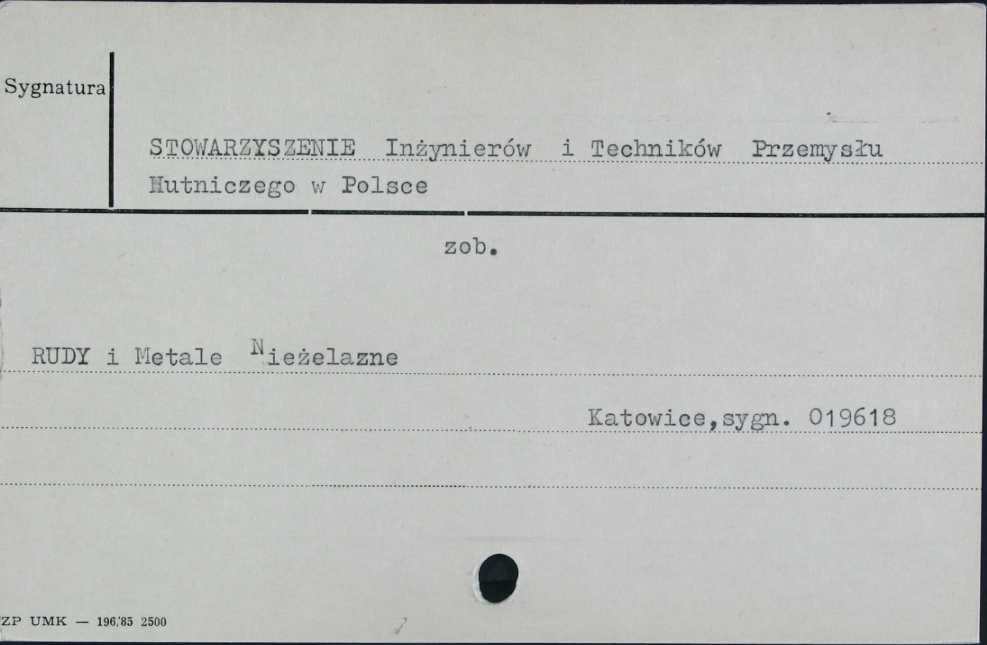 Sygnatura
STOWARZYSZENIE Inżynierów i Techników Przemysłu
Hutniczego w Polsce
zob.
RUDY i Metale Nieżelazne
Katowice,sygn. 019618
ZP UMK — 196/85 2500